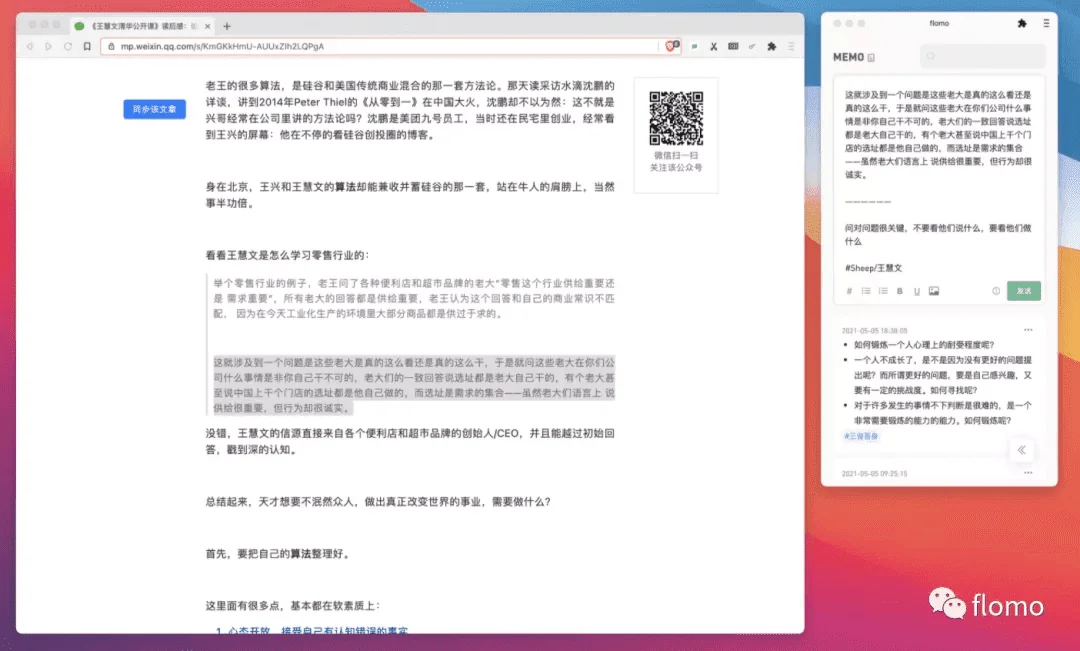 《王慧文清华公开课》读后感：
mp.weixin.qq.com/s/KmGKkHmU-AUUxZIh2LQPgA
同步该文章
老王的很多算法，是硅谷和美国传统商业混合的那一套方法论。那天读采访水滴沈鹏的
详谈，讲到2014年Peter Thiel的《从零到一》在中国大火，沈鹏却不以为然：这不就是
兴哥经常在公司里讲的方法论吗？沈鹏是美团九号员工，当时还在民宅里创业，经常看
到王兴的屏幕：他在不停的看硅谷创投圈的博客。
身在北京，王兴和王慧文的算法却能兼收并蓄硅谷的那一套，站在牛人的肩膀上，当然
事半功倍。
看看王慧文是怎么学习零售行业的：
举个零售行业的例子，老王问了各种便利店和超市品牌的老大“零售这个行业供给重要还
是 需求重要”，所有老大的回答都是供给重要，老王认为这个回答和自己的商业常识不匹
配， 因为在今天工业化生产的环境里大部分商品都是供过于求的。
这就涉及到一个问题是这些老大是真的这么看还是真的这么干，于是就问这些老大在你们公
司什么事情是非你自己干不可的，老大们的一致回答说选址都是老大自己干的，有个老大甚
至说中国上千个门店的选址都是他自己做的，而选址是需求的集合——虽然老大们语言上 说
供给很重要，但行为却很诚实。
没错，王慧文的信源直接来自各个便利店和超市品牌的创始人/CEO，并且能越过初始回
答，戳到深的认知。
总结起来，天才想要不泯然众人，做出真正改变世界的事业，需要做什么？
首先，要把自己的算法整理好。
这里面有很多点，基本都在软素质上：
1. 心态开放，接受自己有认知错误的事实
微信扫一扫
关注该公众号
flomo
MEMO
这就涉及到一个问题是这些老大是真的这么看还是
真的这么干，于是就问这些老大在你们公司什么事
情是非你自己干不可的，老大们的一致回答说选址
都是老大自己干的，有个老大甚至说中国上千个门
店的选址都是他自己做的，而选址是需求的集合
——虽然老大们语言上 说供给很重要，但行为却很
诚实。
——————
问对问题很关键，不要看他们说什么，要看他们做
什么
#Sheep/王慧文
# B U
发送
2021-05-05 18:38:05
如何锻炼一个人心理上的耐受程度呢？
一个人不成长了，是不是因为没有更好的问题提
出呢？而所谓更好的问题，要是自己感兴趣，又
要有一定的挑战度。如何寻找呢？
对于许多发生的事情不下判断是很难的，是一个
非常需要锻炼的能力的能力。如何锻炼呢？
#三省吾身
2021-05-05 09:25:15
flomo